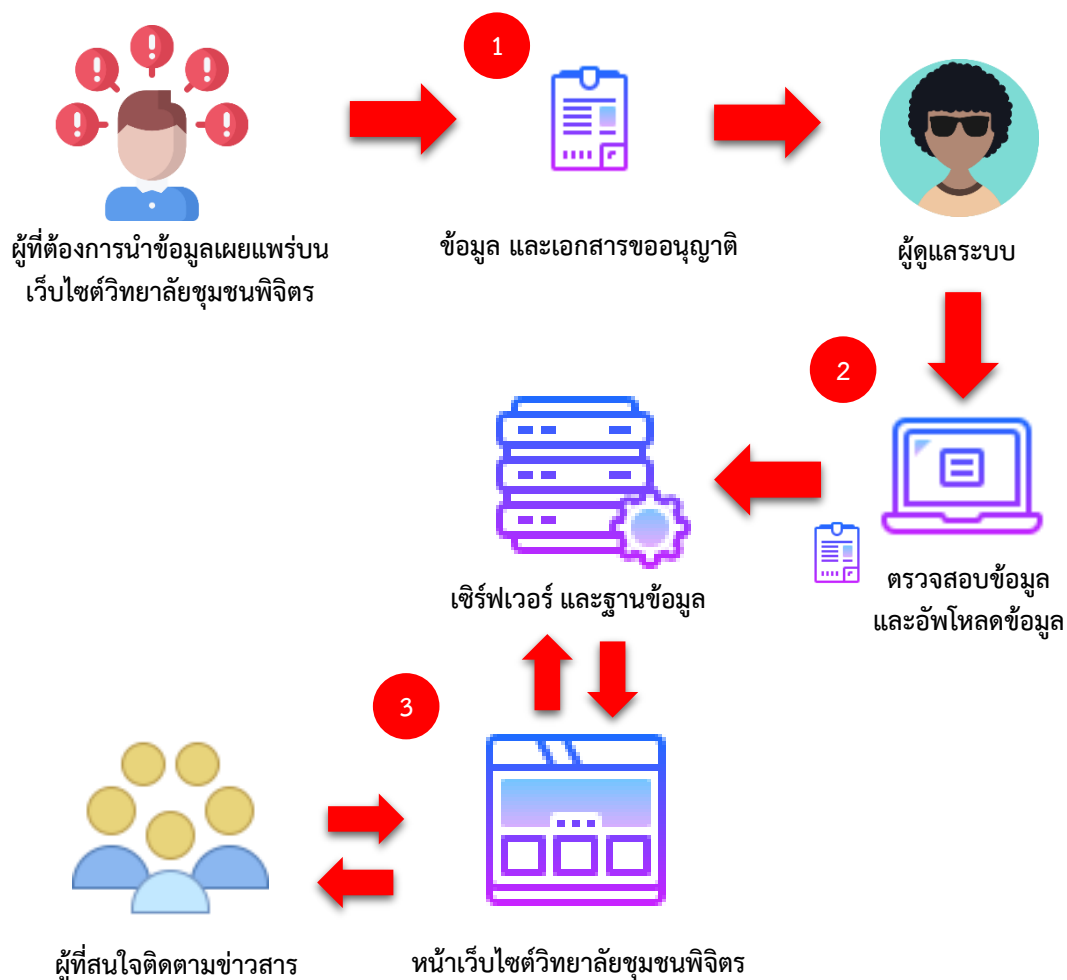 1
ผู้ที่ต้องการนำข้อมูลเผยแพร่บน
เว็บไซต์วิทยาลัยชุมชนพิจิตร
ข้อมูล และเอกสารขออนุญาติ
ผู้ดูแลระบบ
2
ตรวจสอบข้อมูล
และอัพโหลดข้อมูล
เซิร์ฟเวอร์ และฐานข้อมูล
3
ผู้ที่สนใจติดตามข่าวสาร
หน้าเว็บไซต์วิทยาลัยชุมชนพิจิตร